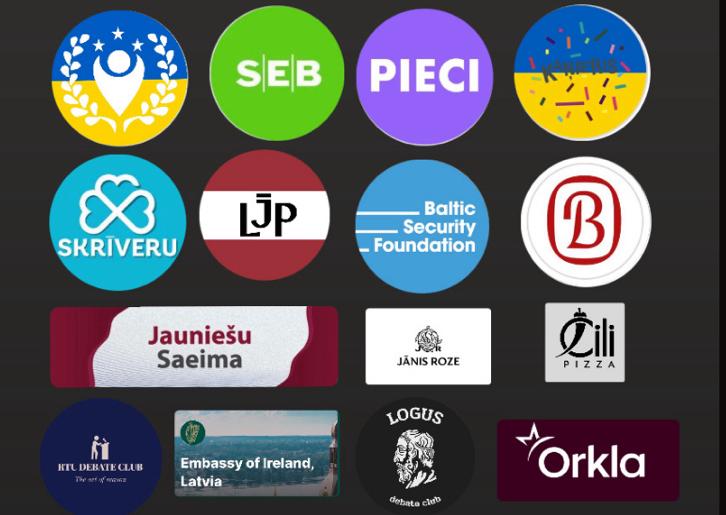 S|E|B
PIECI
SKRĪVERU
LJP
Baltic
Security
Foundation
B
Jauniešu
Saeima
JĀNIS ROZE
Čili
PIZZA
RTU DEBATE CLUB
The art of reason
Embassy of Ireland,
Latvia
LOGUS
debate club
Orkla